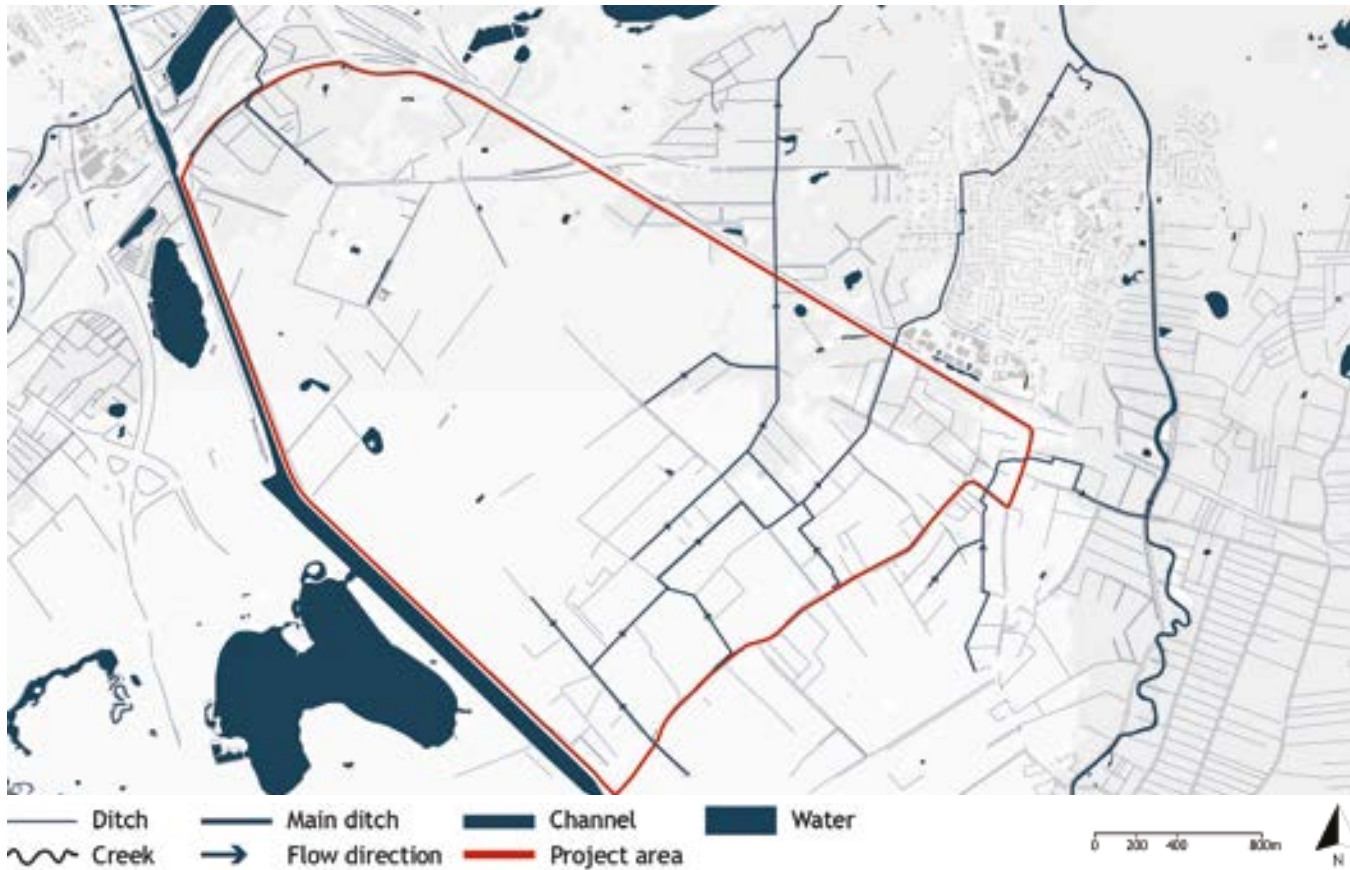 Ditch Main ditch Channel Water
Creek Flow direction Project area
0 200 400 800m
N